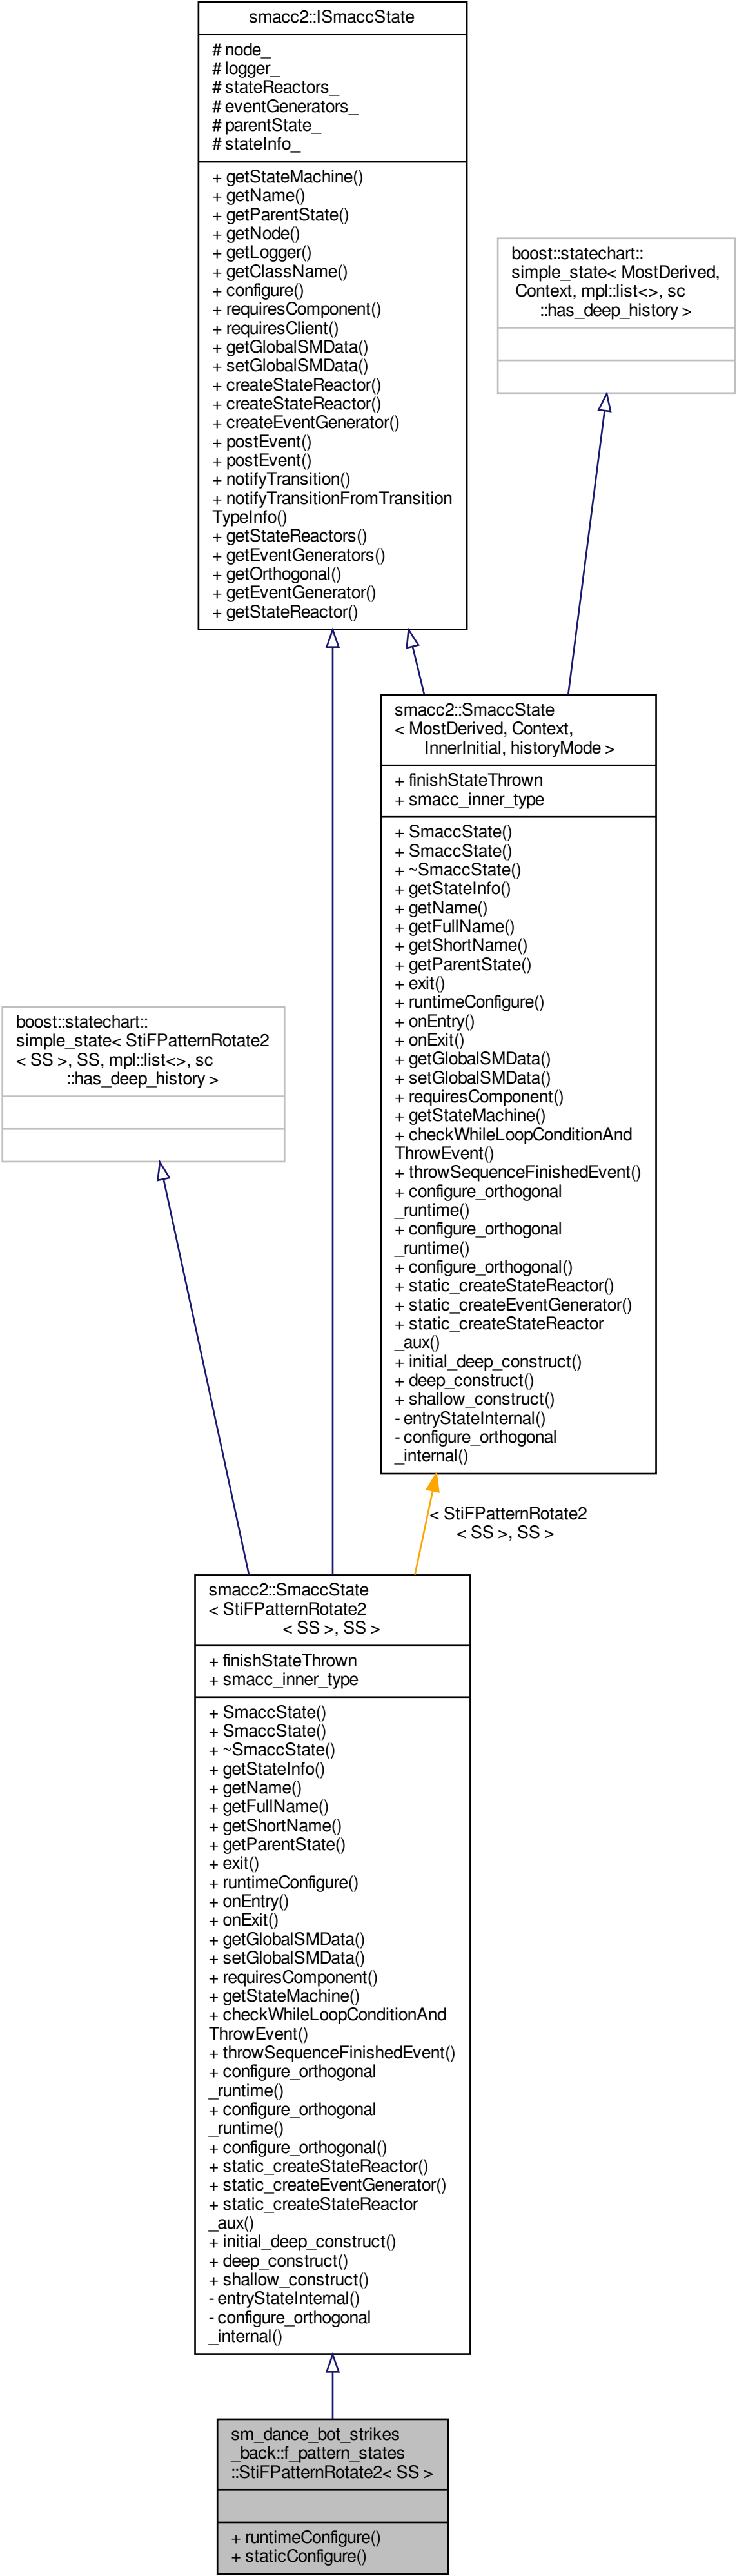 smacc2::ISmaccState
# node_
# logger_
# stateReactors_
# eventGenerators_
# parentState_
# stateInfo_
+ getStateMachine()
+ getName()
+ getParentState()
+ getNode()
+ getLogger()
+ getClassName()
+ configure()
+ requiresComponent()
+ requiresClient()
+ getGlobalSMData()
+ setGlobalSMData()
+ createStateReactor()
+ createStateReactor()
+ createEventGenerator()
+ postEvent()
+ postEvent()
+ notifyTransition()
+ notifyTransitionFromTransition
TypeInfo()
+ getStateReactors()
+ getEventGenerators()
+ getOrthogonal()
+ getEventGenerator()
+ getStateReactor()
boost::statechart::
simple_state< MostDerived,
Context, mpl::list<>, sc
::has_deep_history >
smacc2::SmaccState
< MostDerived, Context,
InnerInitial, historyMode >
+ finishStateThrown
+ smacc_inner_type
+ SmaccState()
+ SmaccState()
+ ~SmaccState()
+ getStateInfo()
+ getName()
+ getFullName()
+ getShortName()
+ getParentState()
+ exit()
+ runtimeConfigure()
+ onEntry()
+ onExit()
+ getGlobalSMData()
+ setGlobalSMData()
+ requiresComponent()
+ getStateMachine()
+ checkWhileLoopConditionAnd
ThrowEvent()
+ throwSequenceFinishedEvent()
+ configure_orthogonal
_runtime()
+ configure_orthogonal
_runtime()
+ configure_orthogonal()
+ static_createStateReactor()
+ static_createEventGenerator()
+ static_createStateReactor
_aux()
+ initial_deep_construct()
+ deep_construct()
+ shallow_construct()
- entryStateInternal()
- configure_orthogonal
_internal()
boost::statechart::
simple_state< StiFPatternRotate2
< SS >, SS, mpl::list<>, sc
::has_deep_history >
< StiFPatternRotate2
< SS >, SS >
smacc2::SmaccState
< StiFPatternRotate2
< SS >, SS >
+ finishStateThrown
+ smacc_inner_type
+ SmaccState()
+ SmaccState()
+ ~SmaccState()
+ getStateInfo()
+ getName()
+ getFullName()
+ getShortName()
+ getParentState()
+ exit()
+ runtimeConfigure()
+ onEntry()
+ onExit()
+ getGlobalSMData()
+ setGlobalSMData()
+ requiresComponent()
+ getStateMachine()
+ checkWhileLoopConditionAnd
ThrowEvent()
+ throwSequenceFinishedEvent()
+ configure_orthogonal
_runtime()
+ configure_orthogonal
_runtime()
+ configure_orthogonal()
+ static_createStateReactor()
+ static_createEventGenerator()
+ static_createStateReactor
_aux()
+ initial_deep_construct()
+ deep_construct()
+ shallow_construct()
- entryStateInternal()
- configure_orthogonal
_internal()
sm_dance_bot_strikes
_back::f_pattern_states
::StiFPatternRotate2< SS >
+ runtimeConfigure()
+ staticConfigure()